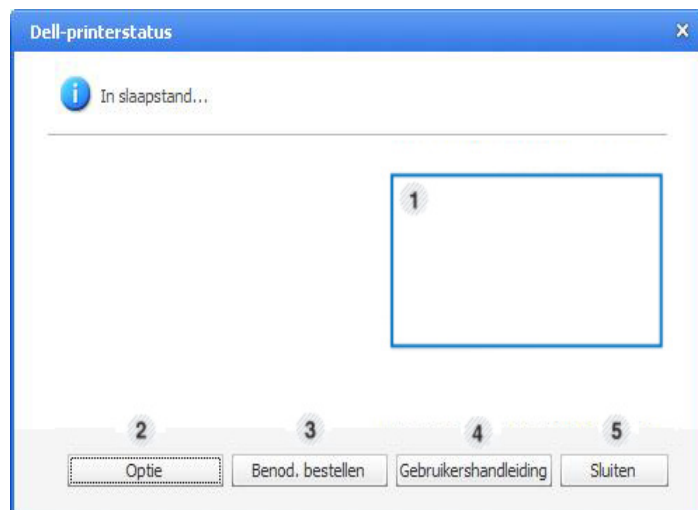 Dell-printerstatus
In slaapstand...
1
2 3 4 5
Optie Benod. bestellen Gebruikershandleiding Sluiten